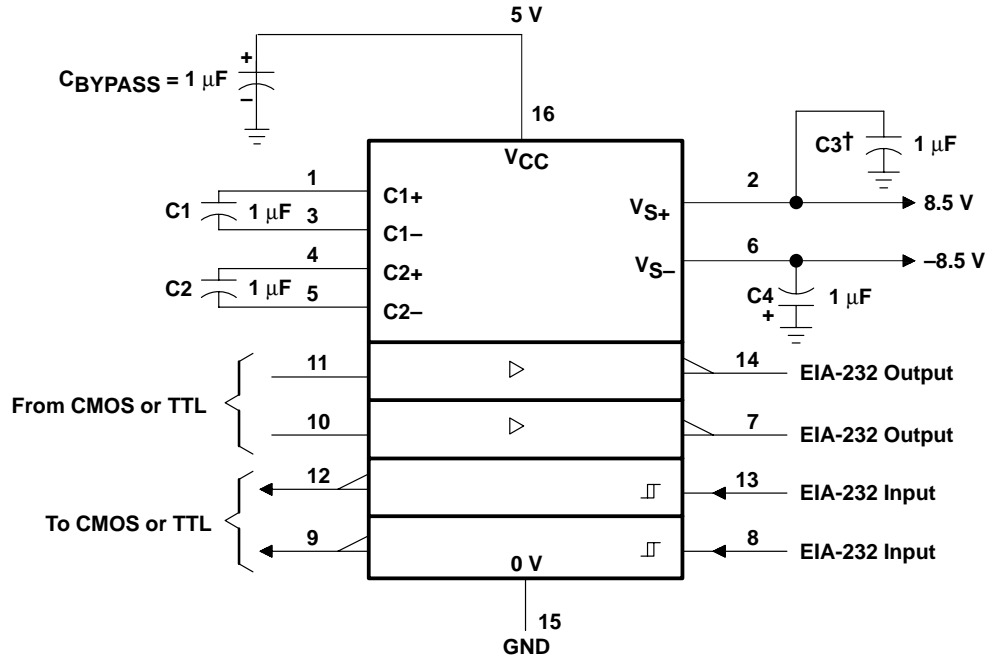 5 V
CBYPASS = 1 μF
+
–
16
VCC
C3† 1 μF
1
C1+
2
VS+
8.5 V
C1 1 μF
3
C1–
4
C2+
6
VS–
–8.5 V
C2 1 μF
5
C2–
C4
+
1 μF
11
14
EIA-232 Output
From CMOS or TTL
10
7
EIA-232 Output
12
13
EIA-232 Input
To CMOS or TTL
9
8
EIA-232 Input
0 V
15
GND